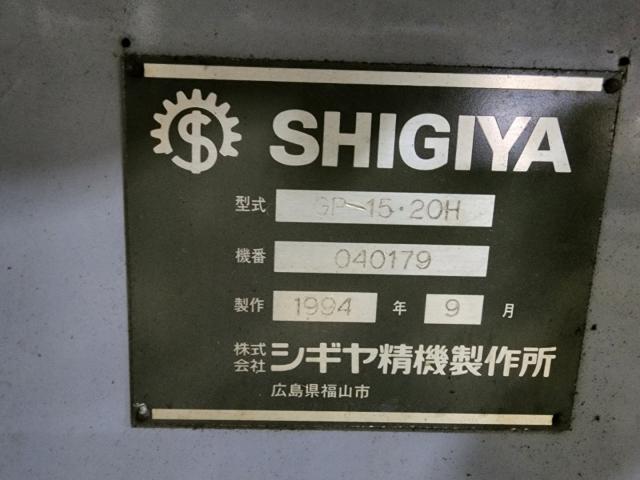 SHIGIYA
型式 GP-15・20H
機番 040179
製作 1994 年 9 月
株式会社 シギヤ精機製作所
広島県福山市